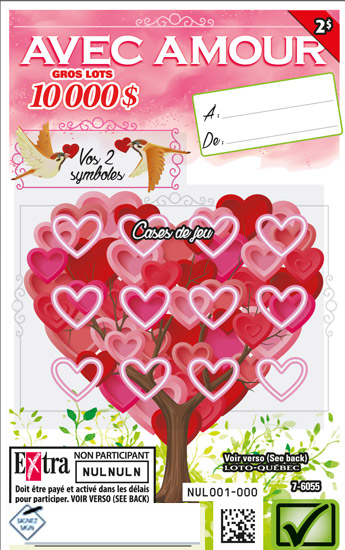 2$
AVEC AMOUR
GROS LOTS
10 000$
A :
De :
Vos 2
symboles
Cases de jeu
Extra
NON PARTICIPANT
NULNULN
Doit être payé et activé dans les délais
pour participer. VOIR VERSO (SEE BACK)
Voir verso (See back)
LOTO-QUÉBEC
7-6055
NUL001-000
SIGNEZ
SIGN